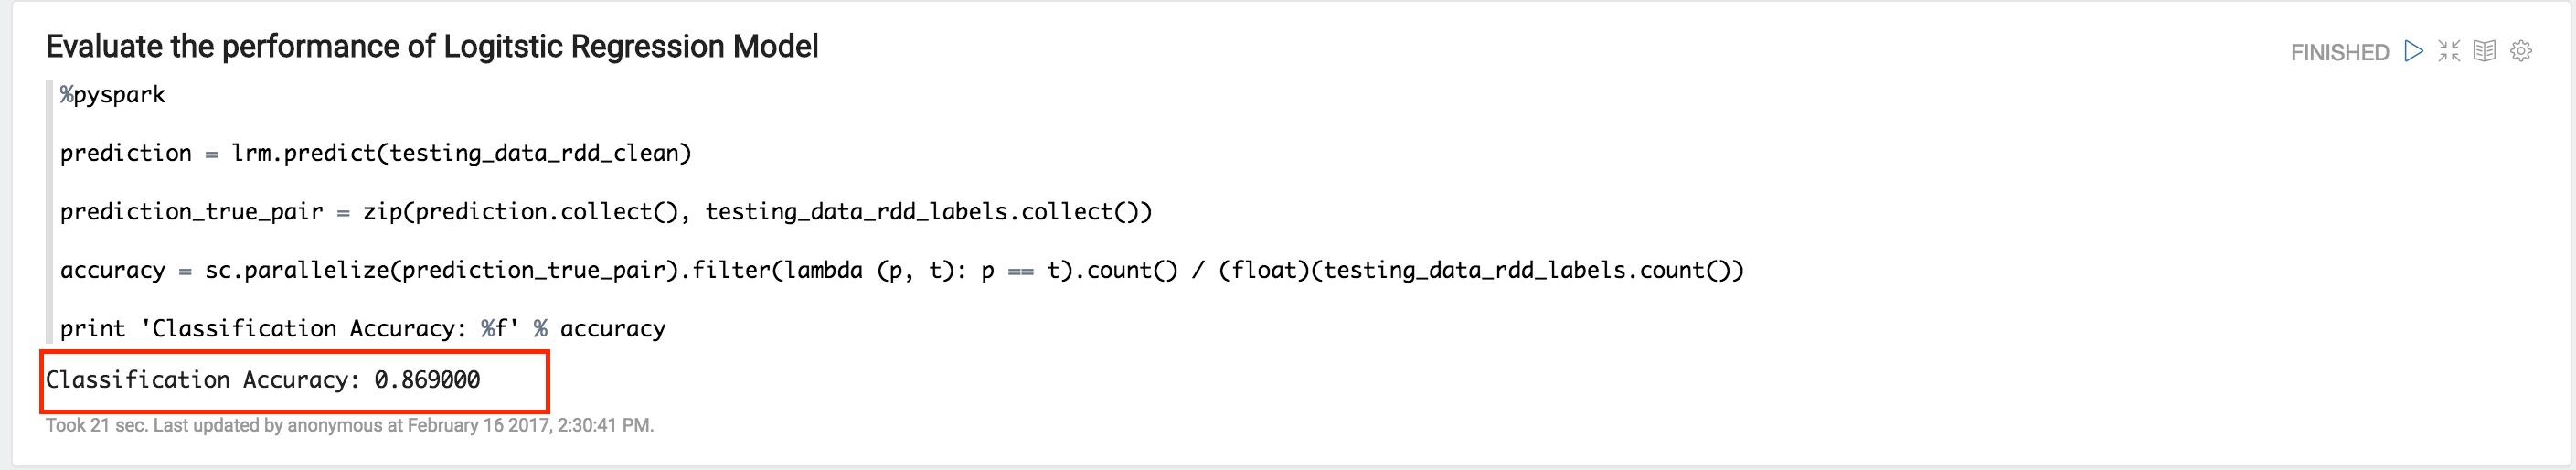 Evaluate the performance of Logitstic Regression Model
FINISHED
%pyspark
prediction = lrm.predict(testing_data_rdd_clean)
prediction_true_pair = zip(prediction.collect(), testing_data_rdd_labels.collect())
accuracy = sc.parallelize(prediction_true_pair).filter(lambda (p, t): p == t).count() / (float)(testing_data_rdd_labels.count())
print 'Classification Accuracy: %f' % accuracy
Classification Accuracy: 0.869000
Took 21 sec. Last updated by anonymous at February 16 2017, 2:30:41 PM.